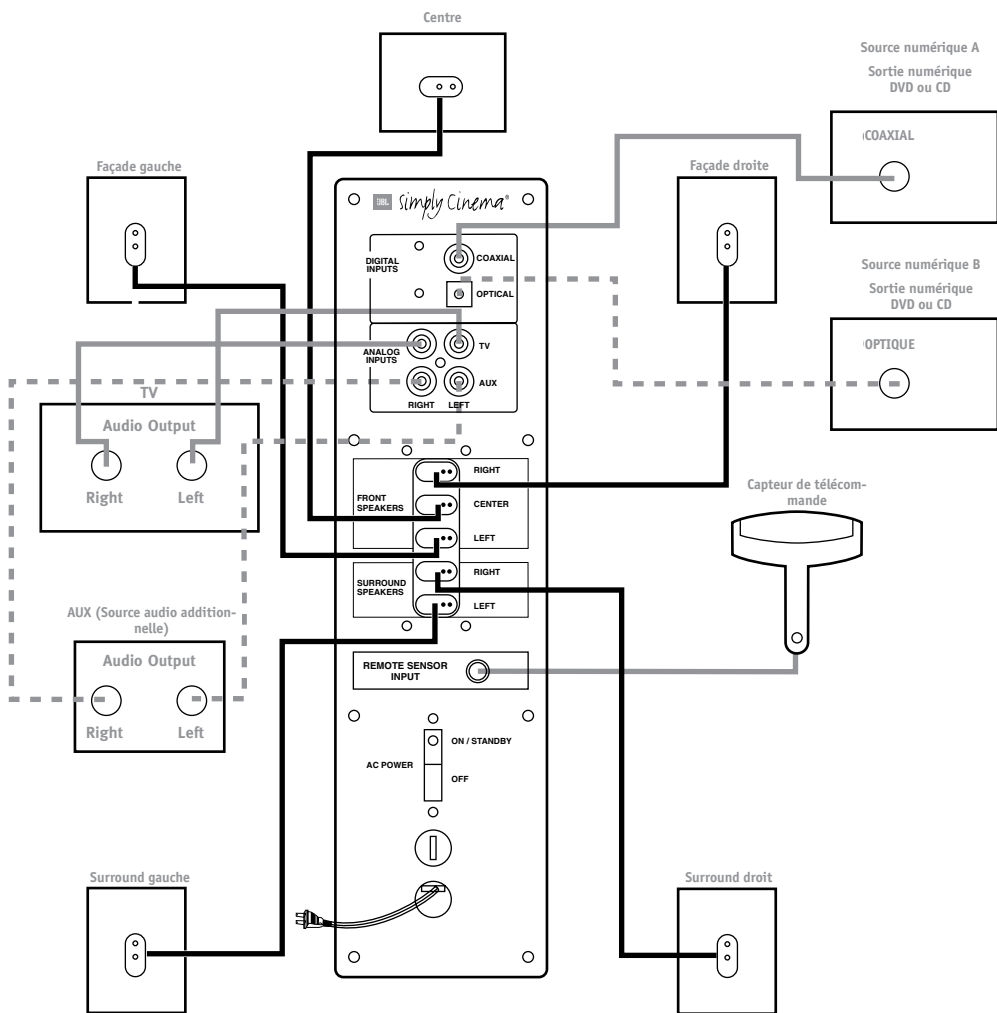 Centre
Source numérique A
Sortie numérique
DVD ou CD
COAXIAL
Façade gauche
Façade droite
JBL Simply Cinema®
DIGITAL
INPUTS
COAXIAL
OPTICAL
Source numérique B
Sortie numérique
DVD ou CD
OPTIQUE
ANALOG
INPUTS
TV
AUX
RIGHT LEFT
TV
Audio Output
Right Left
FRONT
SPEAKERS
RIGHT
CENTER
LEFT
SURROUND
SPEAKERS
RIGHT
LEFT
Capteur de télécom-
mande
AUX (Source audio addition-
nelle)
Audio Output
Right Left
REMOTE SENSOR
INPUT
AC POWER
ON / STANDBY
OFF
Surround gauche
Surround droit